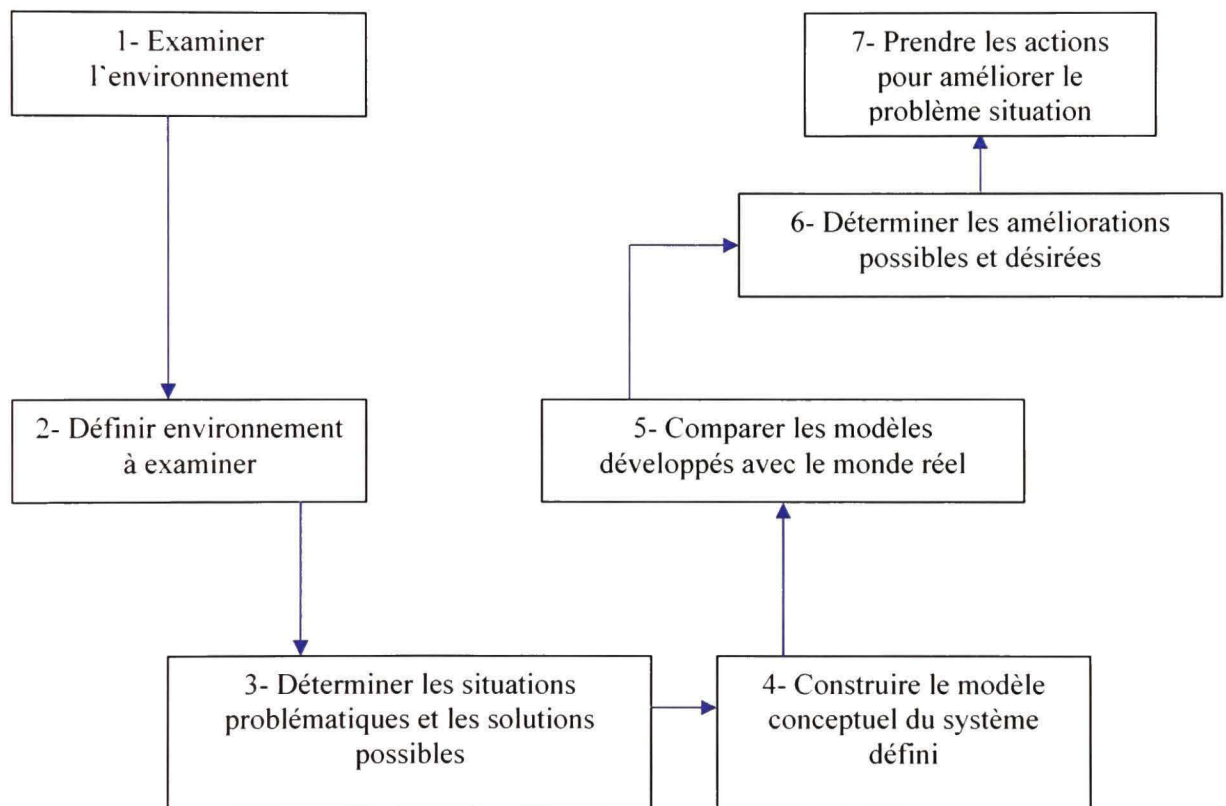 1- Examiner
l`environnement
2- Définir environnement
à examiner
3- Déterminer les situations
problématiques et les solutions
possibles
4- Construire le modèle
conceptuel du système
défini
5- Comparer les modèles
développés avec le monde réel
6- Déterminer les améliorations
possibles et désirées
7- Prendre les actions
pour améliorer le
problème situation